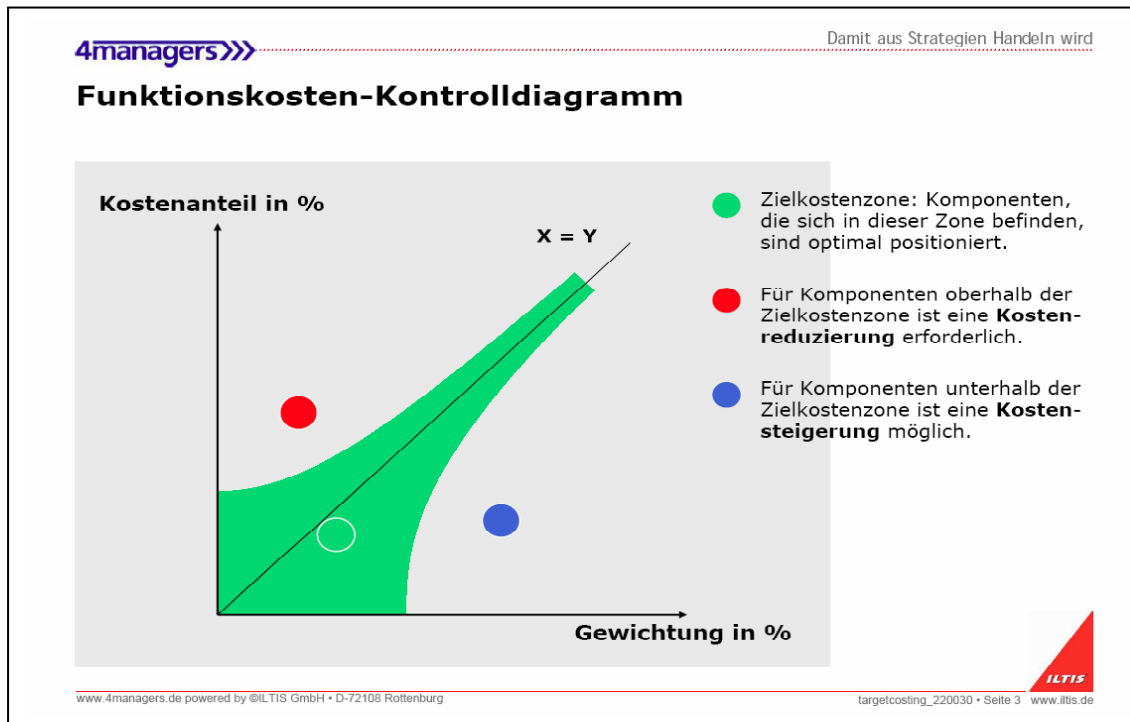 4managers
Damit aus Strategien Handeln wird
Funktionskosten-Kontrolldiagramm
Kostenanteil in %
X = Y
Gewichtung in %
Zielkostenzone: Komponenten,
die sich in dieser Zone befinden,
sind optimal positioniert.
Für Komponenten oberhalb der
Zielkostenzone ist eine Kosten-
reduzierung erforderlich.
Für Komponenten unterhalb der
Zielkostenzone ist eine Kosten-
steigerung möglich.
ILTIS
www.4managers.de powered by ©ILTIS GmbH • D-72108 Rottenburg
targetcosting_220030 • Seite 3 www.iltis.de